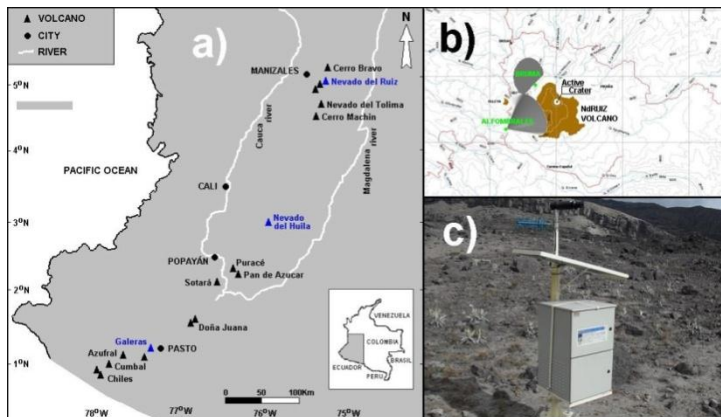 VOLCANO
CITY
RIVER
a)
N
MANIZALES
Cerro Bravo
Nevado del Ruiz
Nevado del Tolima
Cerro Machin
Cauca
river
Magdalena
river
PACIFIC OCEAN
CALI
Nevado
del Huila
POPAYÁN
Puracé
Pan de Azucar
Sotará
Doña Juana
Galeras
PASTO
Azufral
Cumbal
Chiles
5°N
4°N
3°N
2°N
1°N
78°W
77°W
76°W
75°W
0
50
100Km
VENEZUELA
COLOMBIA
ECUADOR
BRASIL
PERU
b)
Active
Crater
NdRUIZ
VOLCANO
ALFOMBRALES
c)